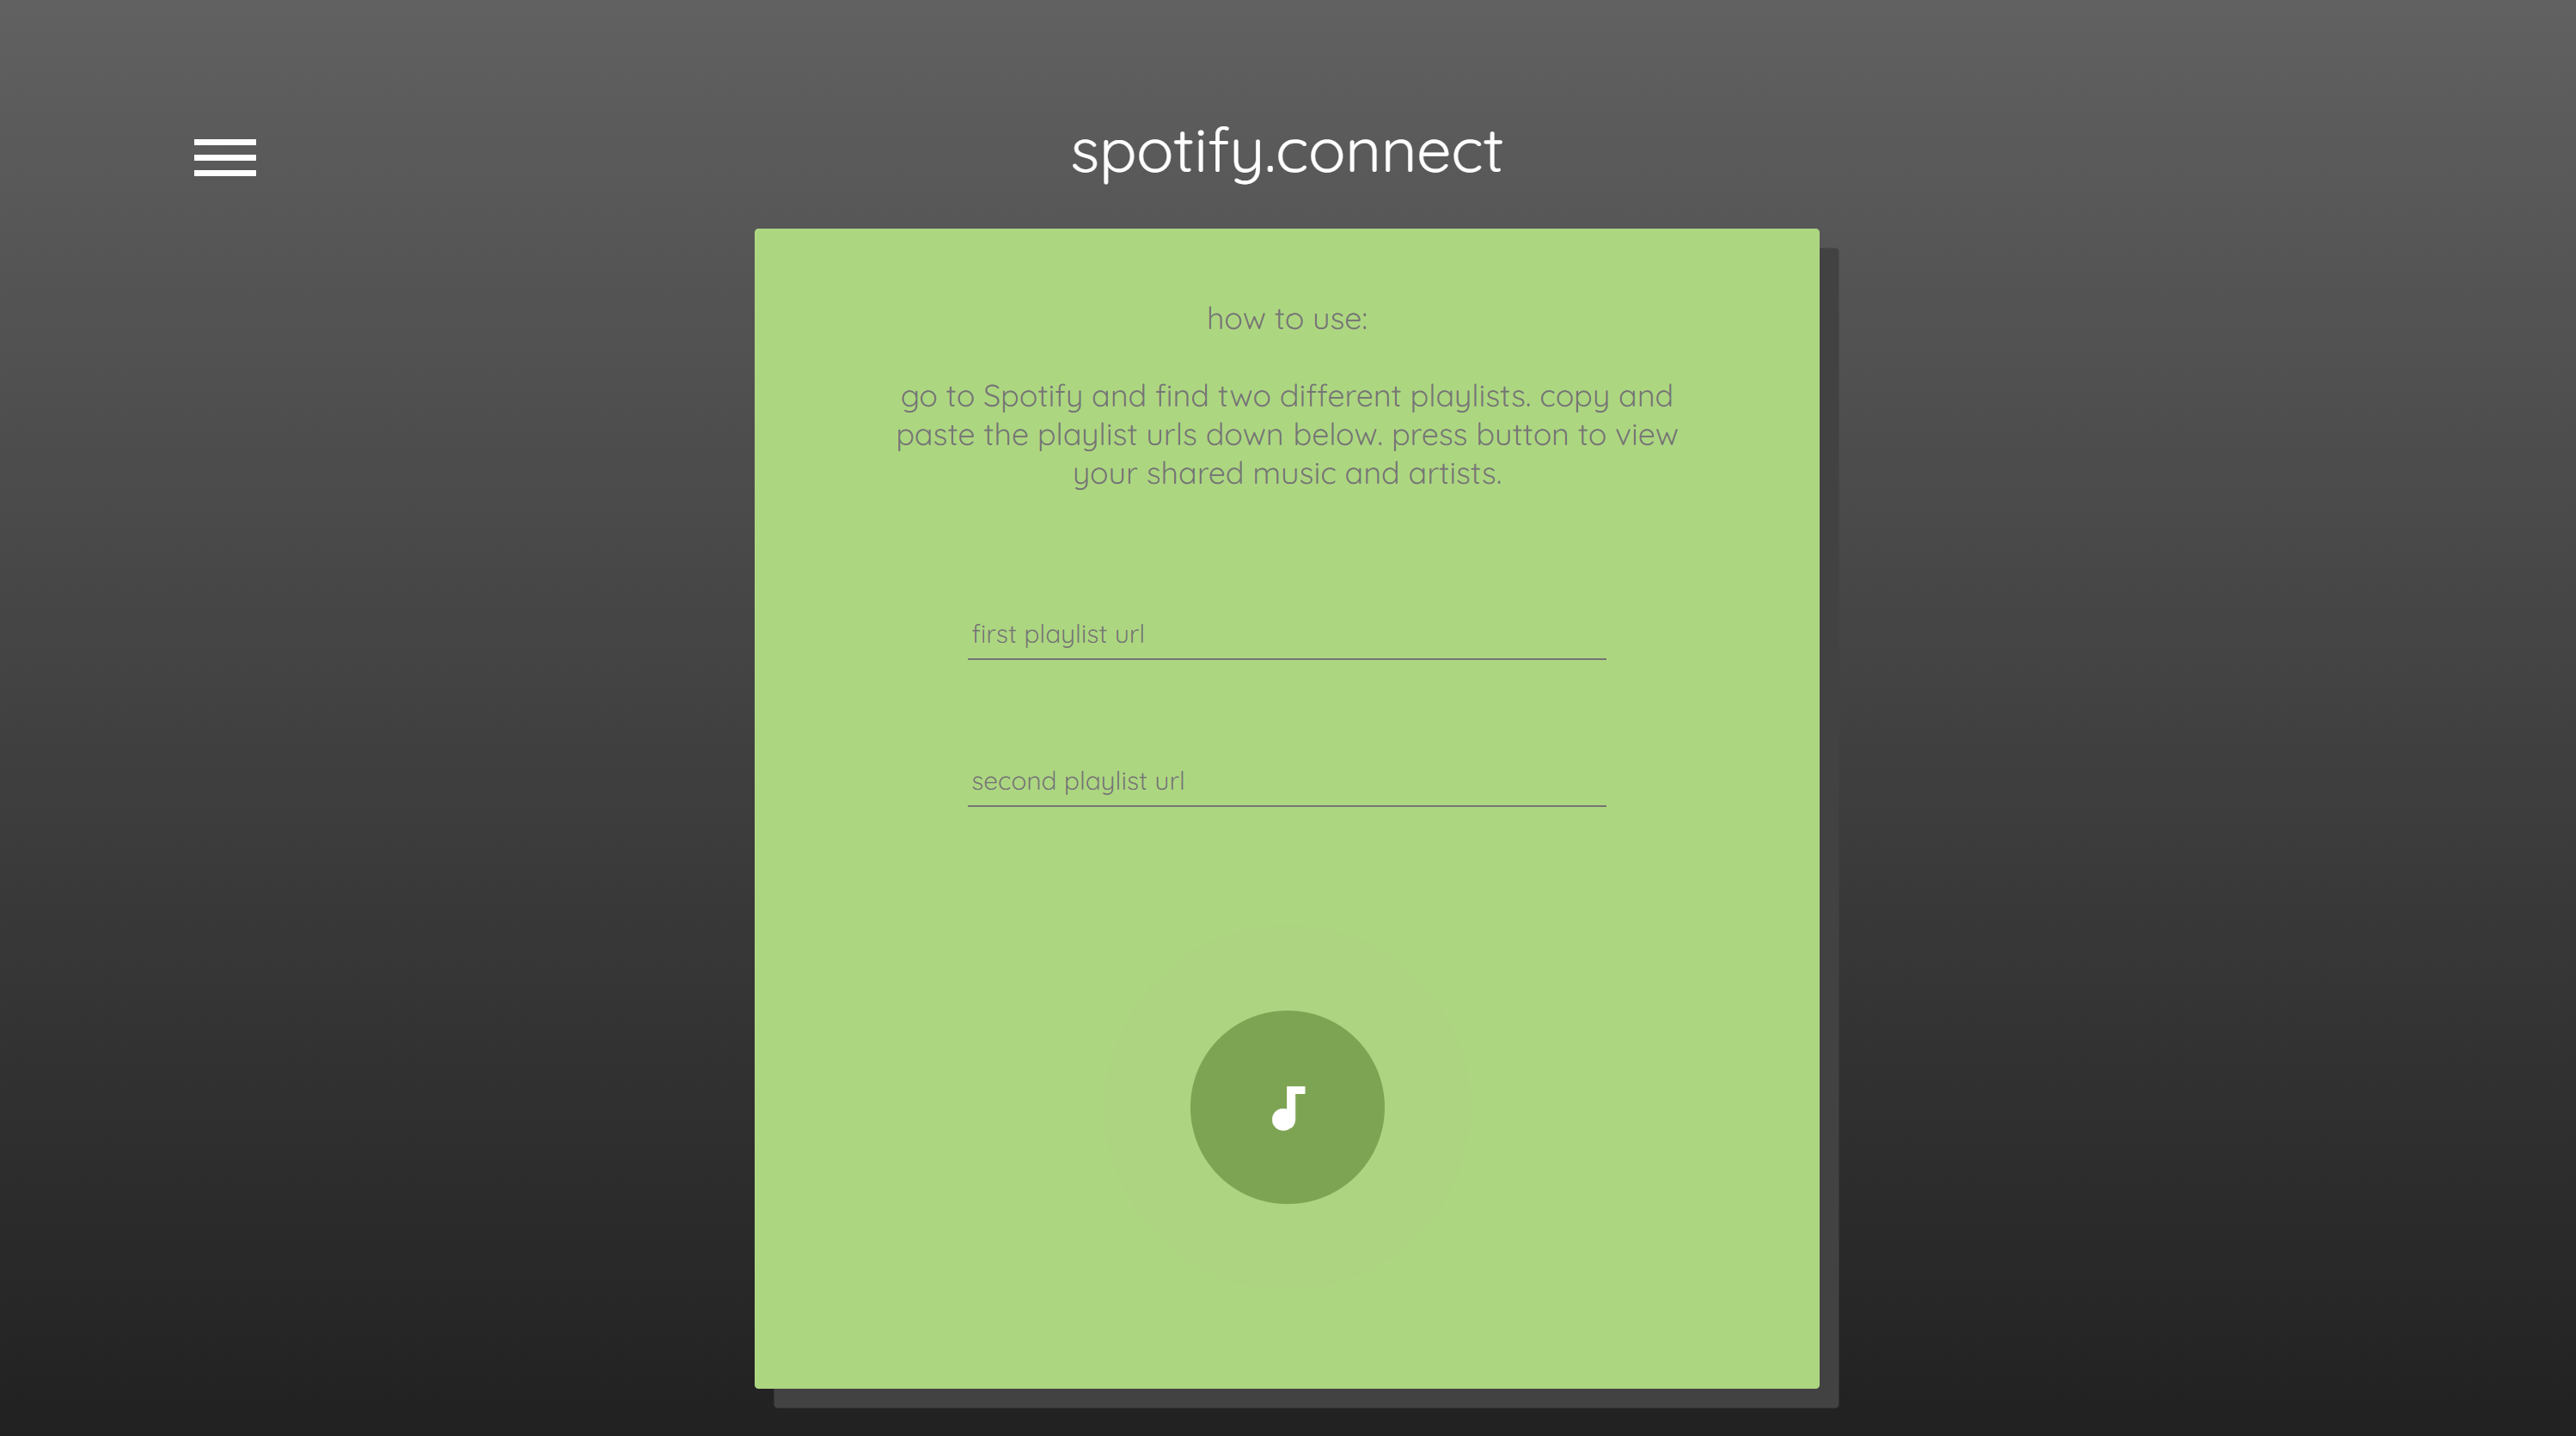 spotify.connect
how to use:
go to Spotify and find two different playlists. copy and
paste the playlist urls down below. press button to view
your shared music and artists.
first playlist url
second playlist url